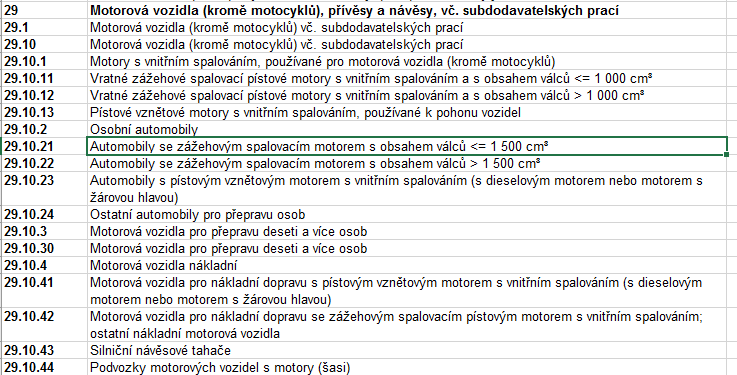 29 Motorová vozidla (kromě motocyklů), přívěsy a návěsy, vč. subdodavatelských prací
29.1 Motorová vozidla (kromě motocyklů) vč. subdodavatelských prací
29.10 Motorová vozidla (kromě motocyklů) vč. subdodavatelských prací
29.10.1 Motory s vnitřním spalováním, používané pro motorová vozidla (kromě motocyklů)
29.10.11 Vratné zážehové spalovací pístové motory s vnitřním spalováním a s obsahem válců <= 1 000 cm³
29.10.12 Vratné zážehové spalovací pístové motory s vnitřním spalováním a s obsahem válců > 1 000 cm³
29.10.13 Pístové vznětové motory s vnitřním spalováním, používané k pohonu vozidel
29.10.2 Osobní automobily
29.10.21 Automobily se zážehovým spalovacím motorem s obsahem válců <= 1 500 cm³
29.10.22 Automobily se zážehovým spalovacím motorem s obsahem válců > 1 500 cm³
29.10.23 Automobily s pístovým vznětovým motorem s vnitřním spalováním (s dieselovým motorem nebo motorem s
žárovou hlavou)
29.10.24 Ostatní automobily pro přepravu osob
29.10.3 Motorová vozidla pro přepravu deseti a více osob
29.10.30 Motorová vozidla pro přepravu deseti a více osob
29.10.4 Motorová vozidla nákladní
29.10.41 Motorová vozidla pro nákladní dopravu s pístovým vznětovým motorem s vnitřním spalováním (s dieselovým
motorem nebo motorem s žárovou hlavou)
29.10.42 Motorová vozidla pro nákladní dopravu se zážehovým spalovacím pístovým motorem s vnitřním spalováním;
ostatní nákladní motorová vozidla
29.10.43 Silniční návěsové tahače
29.10.44 Podvozky motorových vozidel s motory (šasi)